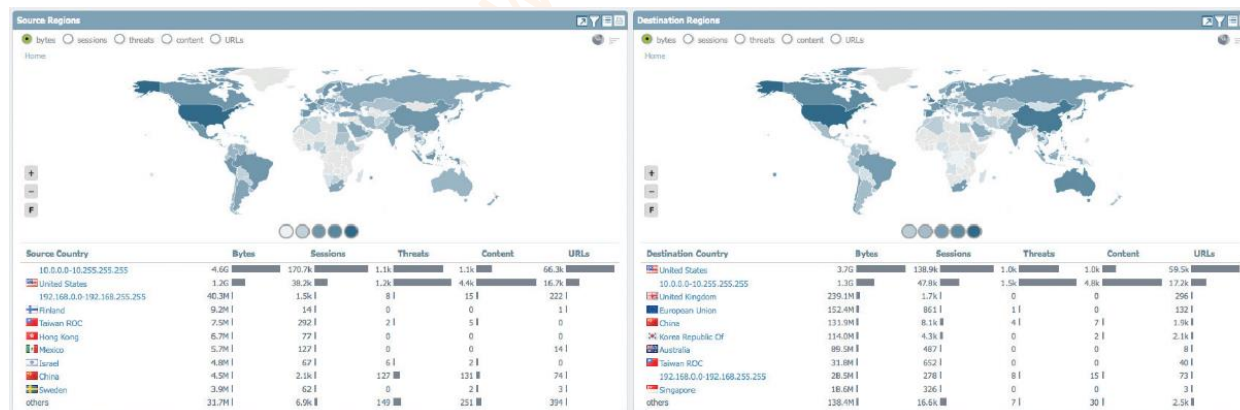 Source Regions
bytes sessions threats content URLs
Home
+
−
F
Source Country Bytes Sessions Threats Content URLs
10.0.0.0-10.255.255.255 4.6G 170.7k 1.1k 1.1k 66.3k
United States 1.2G 38.2k 1.2k 4.4k 16.7k
192.168.0.0-192.168.255.255 40.3M 1.5k 8 15 222
Finland 9.2M 14 0 0 1
Taiwan ROC 7.5M 292 2 5 0
Hong Kong 6.7M 77 0 0 0
Mexico 5.7M 127 0 0 14
Israel 4.8M 67 6 2 0
China 4.5M 2.1k 127 131 74
Sweden 3.9M 62 0 2 3
others 31.7M 6.9k 149 251 394
Destination Regions
bytes sessions threats content URLs
Home
+
−
F
Destination Country Bytes Sessions Threats Content URLs
United States 3.7G 138.9k 1.0k 1.0k 59.5k
10.0.0.0-10.255.255.255 1.3G 47.8k 1.5k 4.8k 17.2k
United Kingdom 239.1M 1.7k 0 0 296
European Union 152.4M 861 1 0 132
China 131.9M 8.1k 4 7 1.9k
Korea Republic Of 114.0M 4.3k 0 2 2.1k
Australia 89.5M 487 0 0 8
Taiwan ROC 31.8M 652 0 0 40
192.168.0.0-192.168.255.255 28.5M 278 8 15 73
Singapore 18.6M 326 0 0 3
others 138.4M 16.6k 7 30 2.5k